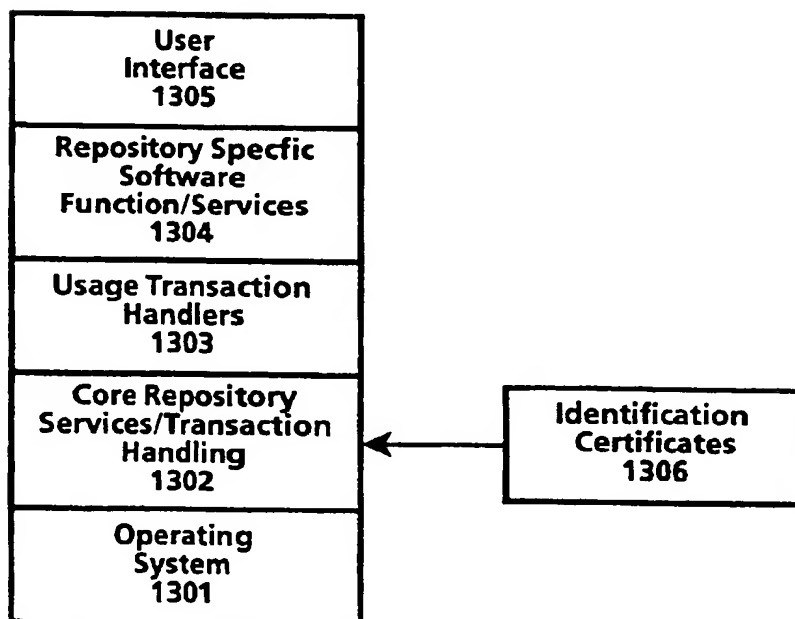 User
Interface
1305
Repository Specfic
Software
Function/Services
1304
Usage Transaction
Handlers
1303
Core Repository
Services/Transaction
Handling
1302
Identification
Certificates
1306
Operating
System
1301